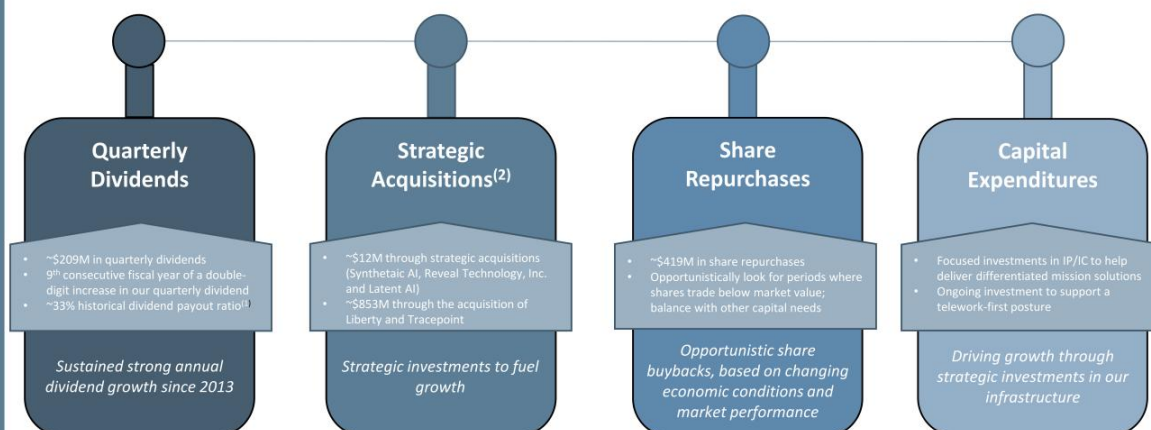 Quarterly
Dividends
~$209M in quarterly dividends
9th consecutive fiscal year of a double-
digit increase in our quarterly dividend
~33% historical dividend payout ratio(1)
Sustained strong annual
dividend growth since 2013
Strategic
Acquisitions(2)
~$12M through strategic acquisitions
(Synthetaic AI, Reveal Technology, Inc.
and Latent AI)
~$853M through the acquisition of
Liberty and Tracepoint
Strategic investments to fuel
growth
Share
Repurchases
~$419M in share repurchases
Opportunistically look for periods where
shares trade below market value;
balance with other capital needs
Opportunistic share
buybacks, based on changing
economic conditions and
market performance
Capital
Expenditures
Focused investments in IP/IC to help
deliver differentiated mission solutions
Ongoing investment to support a
telework-first posture
Driving growth through
strategic investments in our
infrastructure